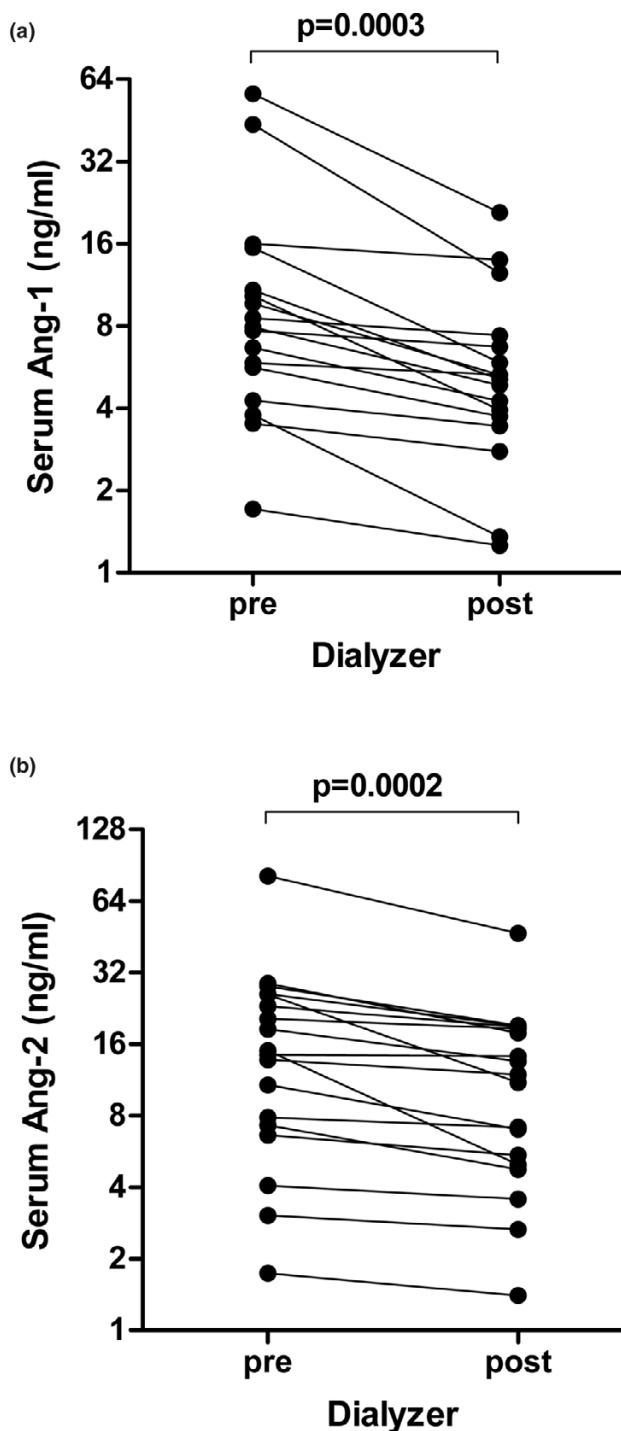 (a)
p=0.0003
Serum Ang-1 (ng/ml)
64
32
16
8
4
2
1
pre post
Dialyzer
(b)
p=0.0002
Serum Ang-2 (ng/ml)
128
64
32
16
8
4
2
1
pre post
Dialyzer